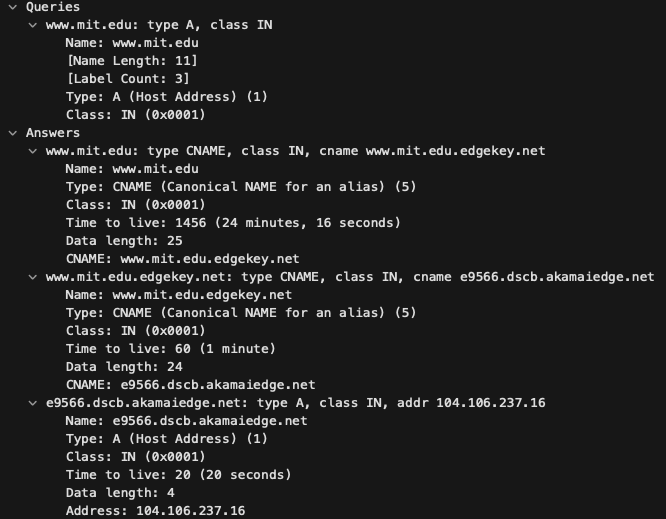 Queries
www.mit.edu: type A, class IN
Name: www.mit.edu
[Name Length: 11]
[Label Count: 3]
Type: A (Host Address) (1)
Class: IN (0x0001)
Answers
www.mit.edu: type CNAME, class IN, cname www.mit.edu.edgekey.net
Name: www.mit.edu
Type: CNAME (Canonical NAME for an alias) (5)
Class: IN (0x0001)
Time to live: 1456 (24 minutes, 16 seconds)
Data length: 25
CNAME: www.mit.edu.edgekey.net
www.mit.edu.edgekey.net: type CNAME, class IN, cname e9566.dscb.akamaiedge.net
Name: www.mit.edu.edgekey.net
Type: CNAME (Canonical NAME for an alias) (5)
Class: IN (0x0001)
Time to live: 60 (1 minute)
Data length: 24
CNAME: e9566.dscb.akamaiedge.net
e9566.dscb.akamaiedge.net: type A, class IN, addr 104.106.237.16
Name: e9566.dscb.akamaiedge.net
Type: A (Host Address) (1)
Class: IN (0x0001)
Time to live: 20 (20 seconds)
Data length: 4
Address: 104.106.237.16